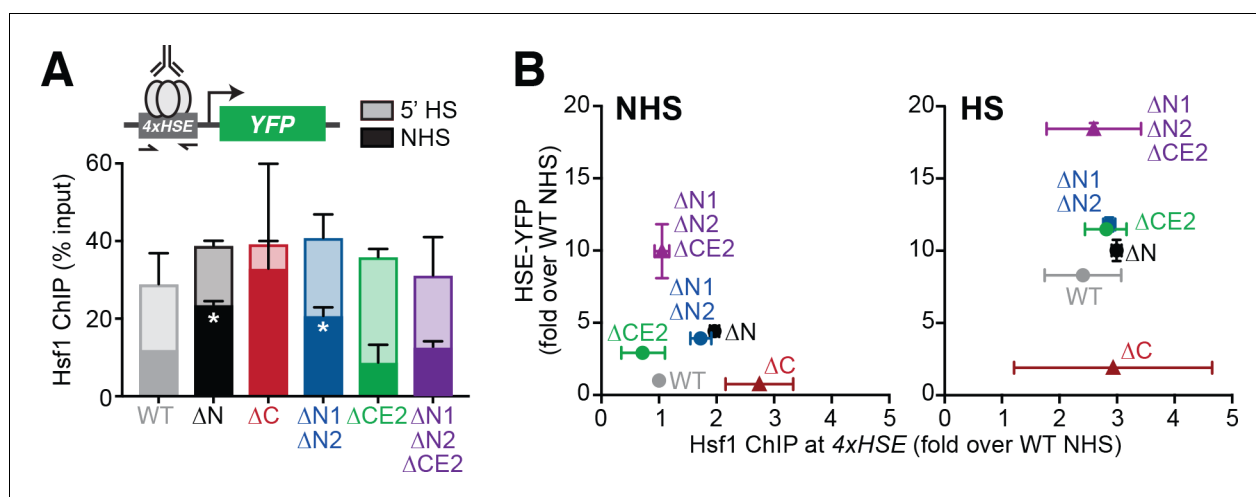 A
4xHSE
YFP
5' HS
NHS
Hsf1 ChIP (% input)
60
40
20
0
*
*
WT
ΔN
ΔC
ΔN1
ΔN2
ΔCE2
ΔN1
ΔN2
ΔCE2
B
HSE-YFP
(fold over WT NHS)
NHS
20
15
10
5
0
ΔN1
ΔN2
ΔCE2
ΔN1
ΔN2
ΔCE2
ΔN
WT
ΔC
0 1 2 3 4 5
HS
20
15
10
5
0
ΔN1
ΔN2
ΔCE2
ΔN1
ΔN2
ΔCE2
ΔN
WT
ΔC
0 1 2 3 4 5
Hsf1 ChIP at 4xHSE (fold over WT NHS)